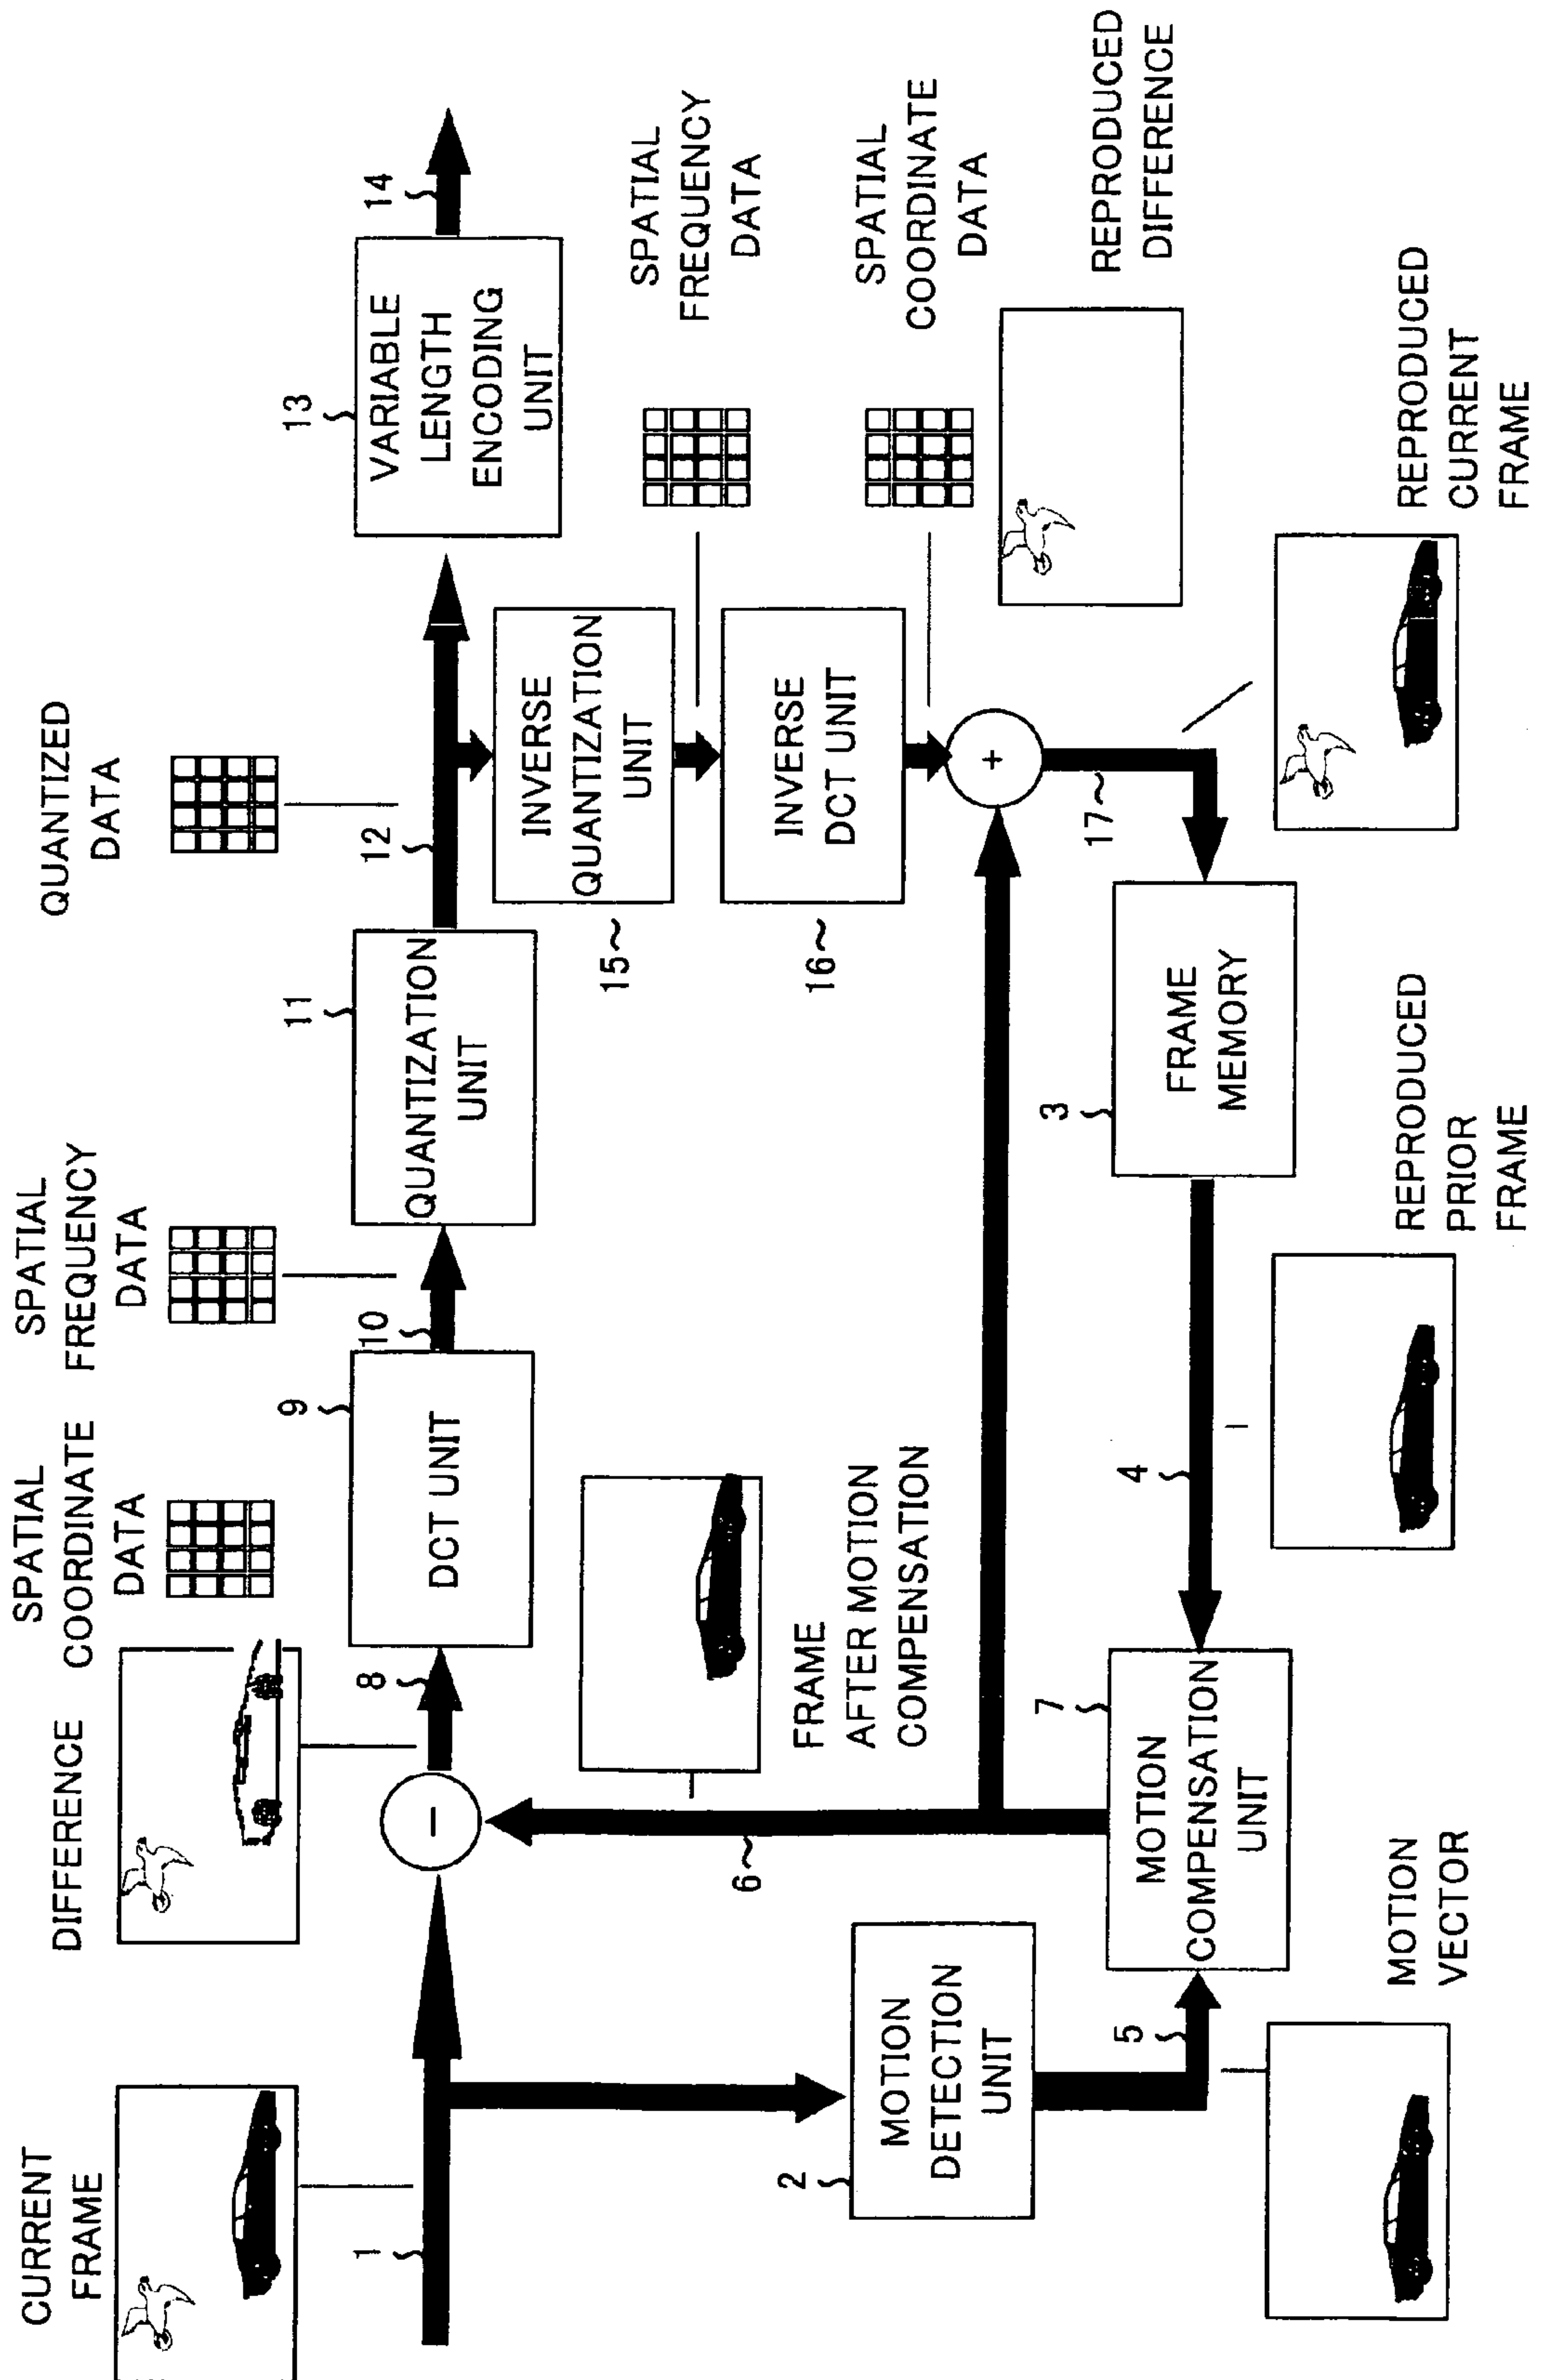 CURRENT
FRAME
1
DIFFERENCE
8
SPATIAL
COORDINATE
DATA
9
DCT UNIT
SPATIAL
FREQUENCY
DATA
10
11
QUANTIZATION
UNIT
QUANTIZED
DATA
12
13
VARIABLE
LENGTH
ENCODING
UNIT
14
−
6
FRAME
AFTER MOTION
COMPENSATION
15
INVERSE
QUANTIZATION
UNIT
SPATIAL
FREQUENCY
DATA
16
INVERSE
DCT UNIT
SPATIAL
COORDINATE
DATA
+
REPRODUCED
DIFFERENCE
2
MOTION
DETECTION
UNIT
5
MOTION
VECTOR
7
MOTION
COMPENSATION
UNIT
4
REPRODUCED
PRIOR
FRAME
3
FRAME
MEMORY
17
REPRODUCED
CURRENT
FRAME